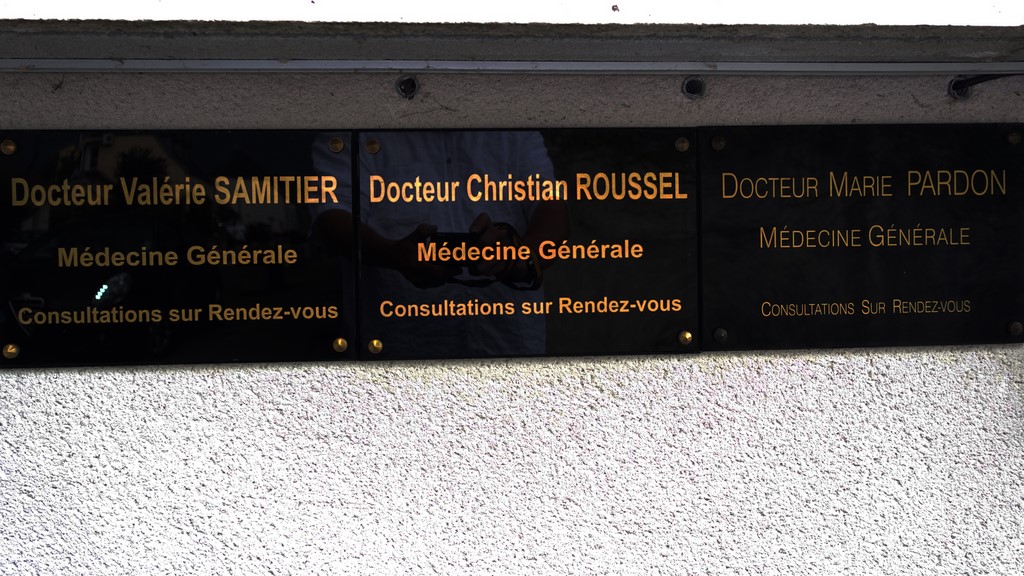 Docteur Valérie SAMITIER
Médecine Générale
Consultations sur Rendez-vous
Docteur Christian ROUSSEL
Médecine Générale
Consultations sur Rendez-vous
DOCTEUR MARIE PARDON
MÉDECINE GÉNÉRALE
CONSULTATIONS SUR RENDEZ-VOUS